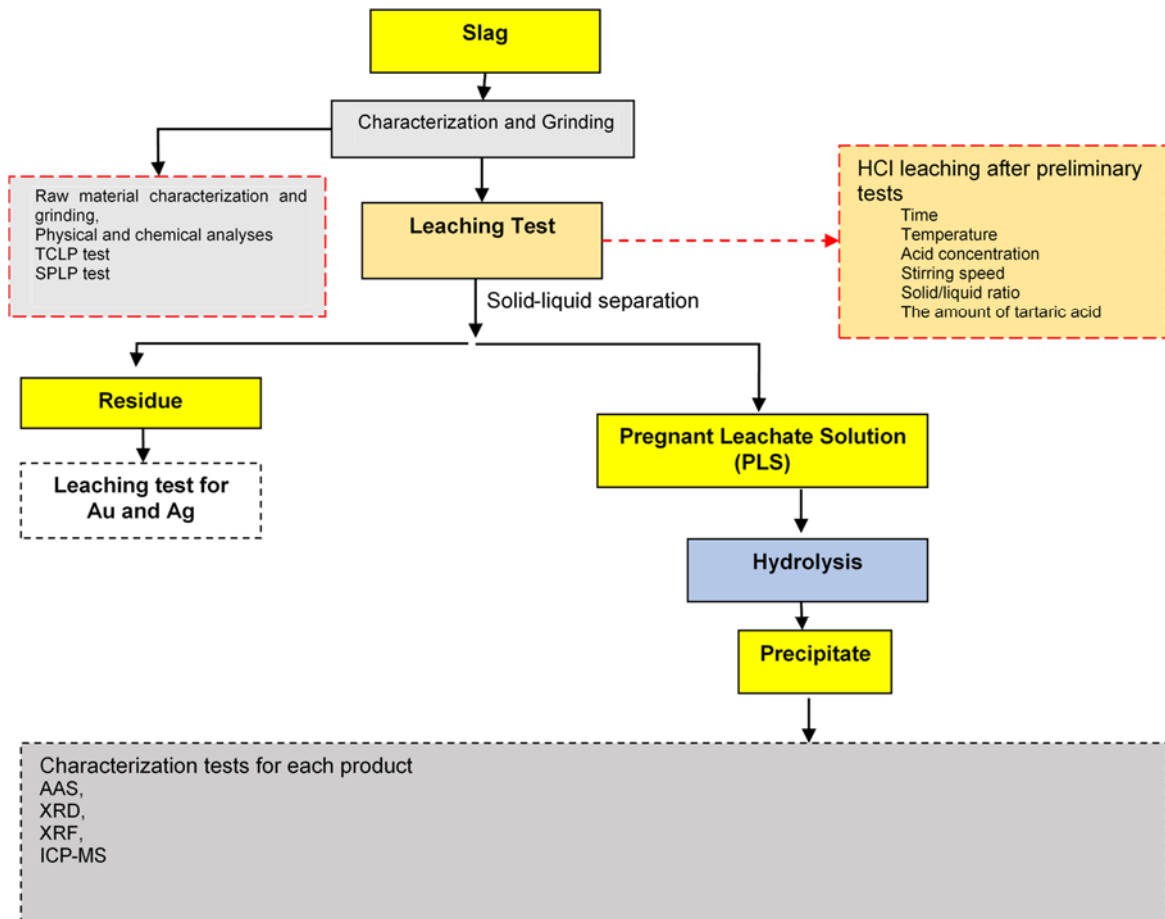 Slag
Characterization and Grinding
Raw material characterization and
grinding,
Physical and chemical analyses
TCLP test
SPLP test
Leaching Test
HCl leaching after preliminary
tests
Time
Temperature
Acid concentration
Stirring speed
Solid/liquid ratio
The amount of tartaric acid
Solid-liquid separation
Residue
Leaching test for
Au and Ag
Pregnant Leachate Solution
(PLS)
Hydrolysis
Precipitate
Characterization tests for each product
AAS,
XRD,
XRF,
ICP-MS